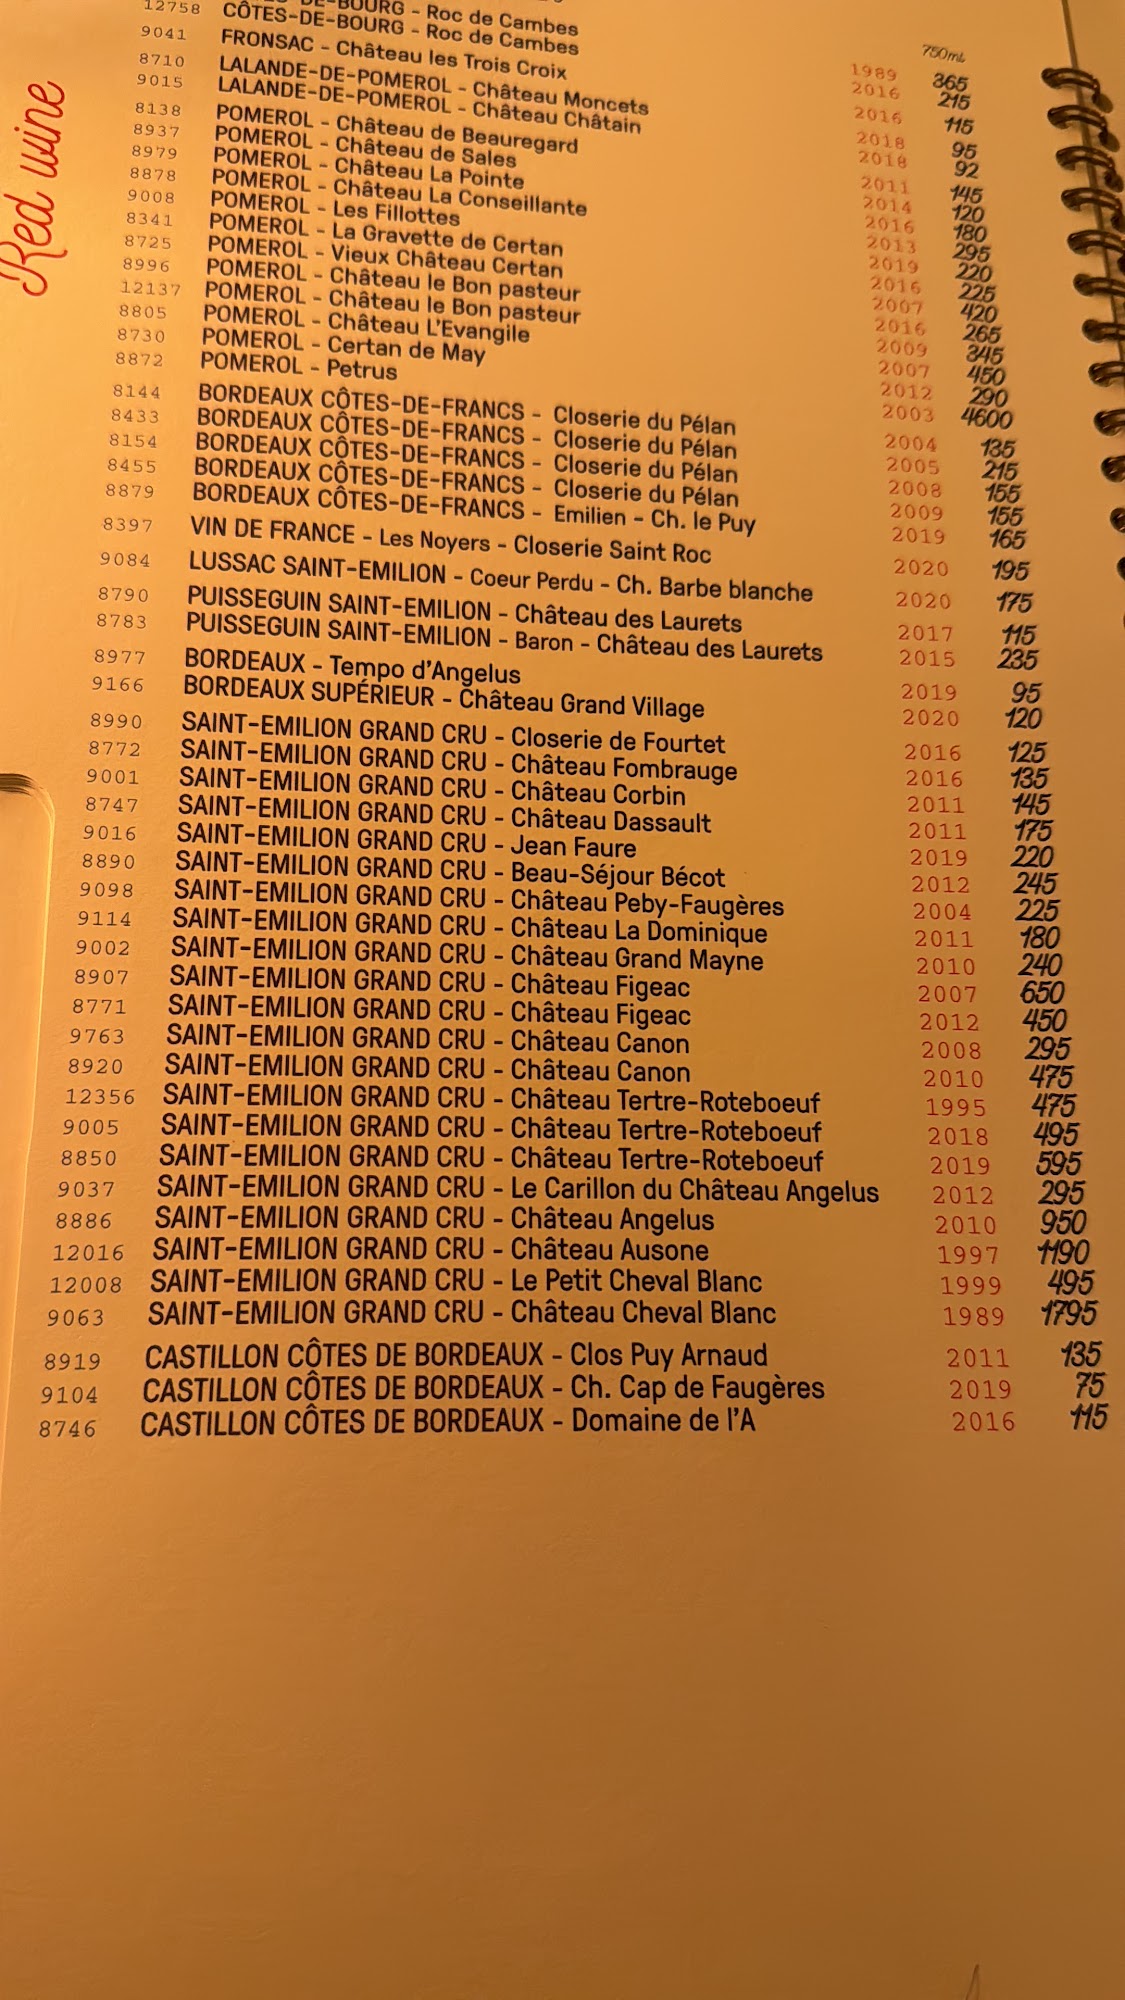 Red wine
750mL
DE-BOURG - Roc de Cambes 1989 365
12758 CÔTES-DE-BOURG - Roc de Cambes 2016 215
9041 FRONSAC - Château les Trois Croix 2016 115
8710 LALANDE-DE-POMEROL - Château Moncets 2018 95
9015 LALANDE-DE-POMEROL - Château Châtain 2018 92
8138 POMEROL - Château de Beauregard 2011 145
8937 POMEROL - Château de Sales 2014 120
8979 POMEROL - Château La Pointe 2016 180
8878 POMEROL - Château La Conseillante 2013 295
9008 POMEROL - Les Fillottes 2019 220
8341 POMEROL - La Gravette de Certan 2016 225
8725 POMEROL - Vieux Château Certan 2007 420
8996 POMEROL - Château le Bon pasteur 2016 265
12137 POMEROL - Château le Bon pasteur 2009 345
8805 POMEROL - Château L'Evangile 2007 450
8730 POMEROL - Certan de May 2012 290
8872 POMEROL - Petrus 2003 4600
8144 BORDEAUX CÔTES-DE-FRANCS - Closerie du Pélan 2004 135
8433 BORDEAUX CÔTES-DE-FRANCS - Closerie du Pélan 2005 215
8154 BORDEAUX CÔTES-DE-FRANCS - Closerie du Pélan 2008 155
8455 BORDEAUX CÔTES-DE-FRANCS - Closerie du Pélan 2009 155
8879 BORDEAUX CÔTES-DE-FRANCS - Emilien - Ch. le Puy 2019 165
8397 VIN DE FRANCE - Les Noyers - Closerie Saint Roc 2020 195
9084 LUSSAC SAINT-EMILION - Coeur Perdu - Ch. Barbe blanche 2020 175
8790 PUISSEGUIN SAINT-EMILION - Château des Laurets 2017 115
8783 PUISSEGUIN SAINT-EMILION - Baron - Château des Laurets 2015 235
8977 BORDEAUX - Tempo d'Angelus 2019 95
9166 BORDEAUX SUPÉRIEUR - Château Grand Village 2020 120
8990 SAINT-EMILION GRAND CRU - Closerie de Fourtet 2016 125
8772 SAINT-EMILION GRAND CRU - Château Fombrauge 2016 135
9001 SAINT-EMILION GRAND CRU - Château Corbin 2011 145
8747 SAINT-EMILION GRAND CRU - Château Dassault 2011 175
9016 SAINT-EMILION GRAND CRU - Jean Faure 2019 220
8890 SAINT-EMILION GRAND CRU - Beau-Séjour Bécot 2012 245
9098 SAINT-EMILION GRAND CRU - Château Peby-Faugères 2004 225
9114 SAINT-EMILION GRAND CRU - Château La Dominique 2011 180
9002 SAINT-EMILION GRAND CRU - Château Grand Mayne 2010 240
8907 SAINT-EMILION GRAND CRU - Château Figeac 2007 650
8771 SAINT-EMILION GRAND CRU - Château Figeac 2012 450
9763 SAINT-EMILION GRAND CRU - Château Canon 2008 295
8920 SAINT-EMILION GRAND CRU - Château Canon 2010 475
12356 SAINT-EMILION GRAND CRU - Château Tertre-Roteboeuf 1995 475
9005 SAINT-EMILION GRAND CRU - Château Tertre-Roteboeuf 2018 495
8850 SAINT-EMILION GRAND CRU - Château Tertre-Roteboeuf 2019 595
9037 SAINT-EMILION GRAND CRU - Le Carillon du Château Angelus 2012 295
8886 SAINT-EMILION GRAND CRU - Château Angelus 2010 950
12016 SAINT-EMILION GRAND CRU - Château Ausone 1997 1190
12008 SAINT-EMILION GRAND CRU - Le Petit Cheval Blanc 1999 495
9063 SAINT-EMILION GRAND CRU - Château Cheval Blanc 1989 1795
8919 CASTILLON CÔTES DE BORDEAUX - Clos Puy Arnaud 2011 135
9104 CASTILLON CÔTES DE BORDEAUX - Ch. Cap de Faugères 2019 75
8746 CASTILLON CÔTES DE BORDEAUX - Domaine de l'A 2016 115